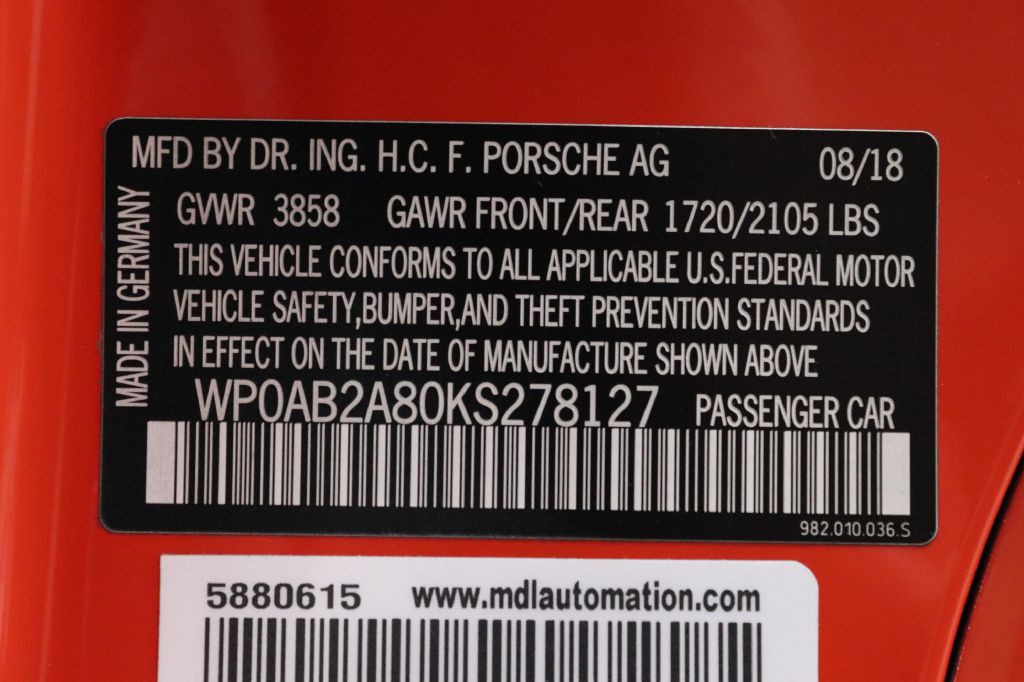 MFD BY DR. ING. H.C. F. PORSCHE AG 08/18
MADE IN GERMANY
GVWR 3858 GAWR FRONT/REAR 1720/2105 LBS
THIS VEHICLE CONFORMS TO ALL APPLICABLE U.S.FEDERAL MOTOR
VEHICLE SAFETY,BUMPER,AND THEFT PREVENTION STANDARDS
IN EFFECT ON THE DATE OF MANUFACTURE SHOWN ABOVE
WP0AB2A80KS278127 PASSENGER CAR
982.010.036.S
5880615 www.mdlautomation.com